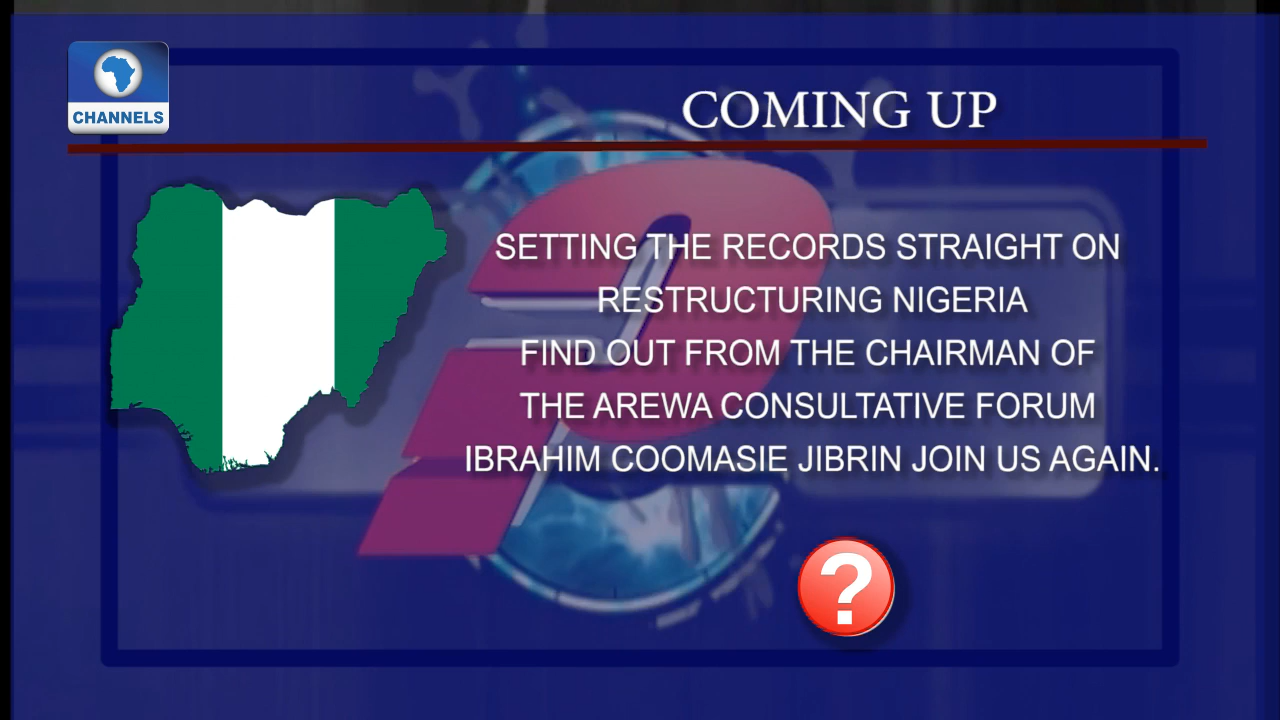 CHANNELS
COMING UP
SETTING THE RECORDS STRAIGHT ON
RESTRUCTURING NIGERIA
FIND OUT FROM THE CHAIRMAN OF
THE AREWA CONSULTATIVE FORUM
IBRAHIM COOMASIE JIBRIN JOIN US AGAIN.
?